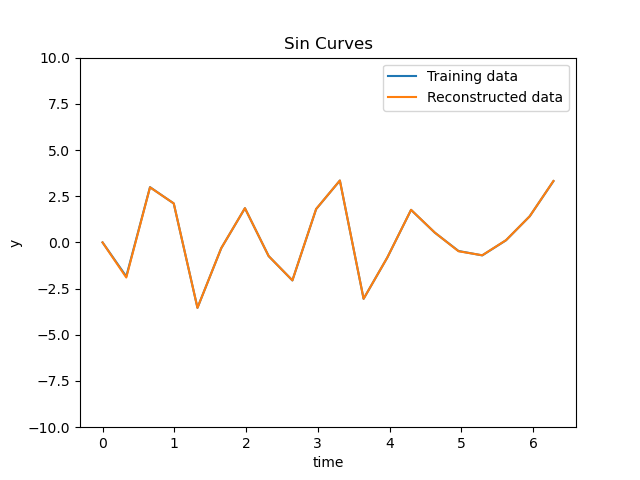 Sin Curves
Training data
Reconstructed data
10.0
7.5
5.0
2.5
0.0
−2.5
−5.0
−7.5
−10.0
y
0 1 2 3 4 5 6
time